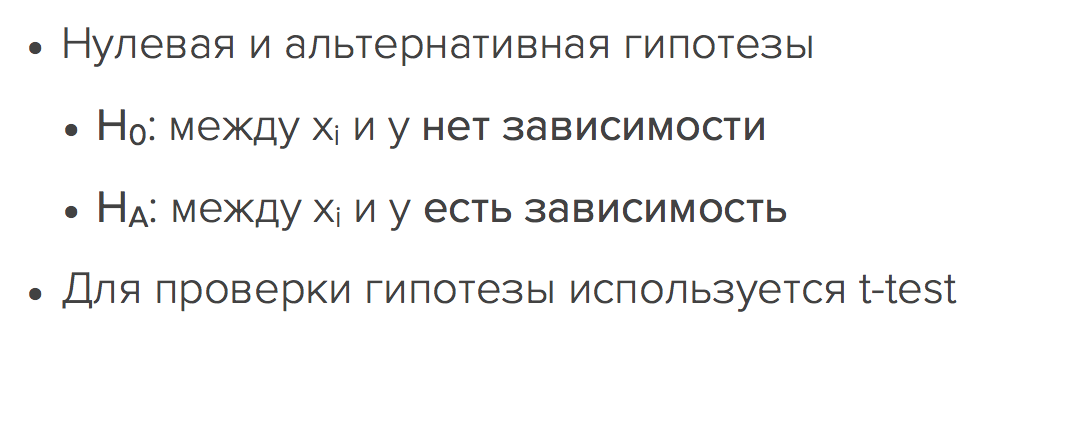 • Нулевая и альтернативная гипотезы
• H₀: между xᵢ и y нет зависимости
• Hₐ: между xᵢ и y есть зависимость
• Для проверки гипотезы используется t-test